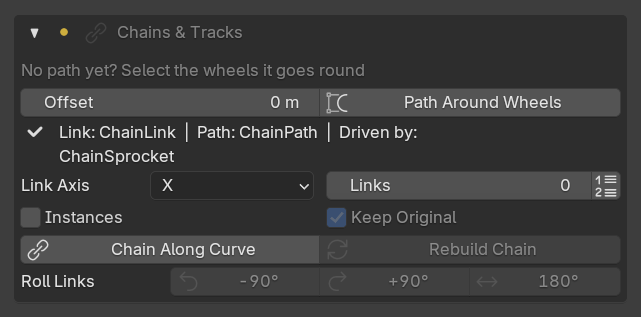 Chains & Tracks
No path yet? Select the wheels it goes round
Offset 0 m Path Around Wheels
Link: ChainLink | Path: ChainPath | Driven by:
ChainSprocket
Link Axis X Links 0
Instances Keep Original
Chain Along Curve Rebuild Chain
Roll Links -90° +90° 180°